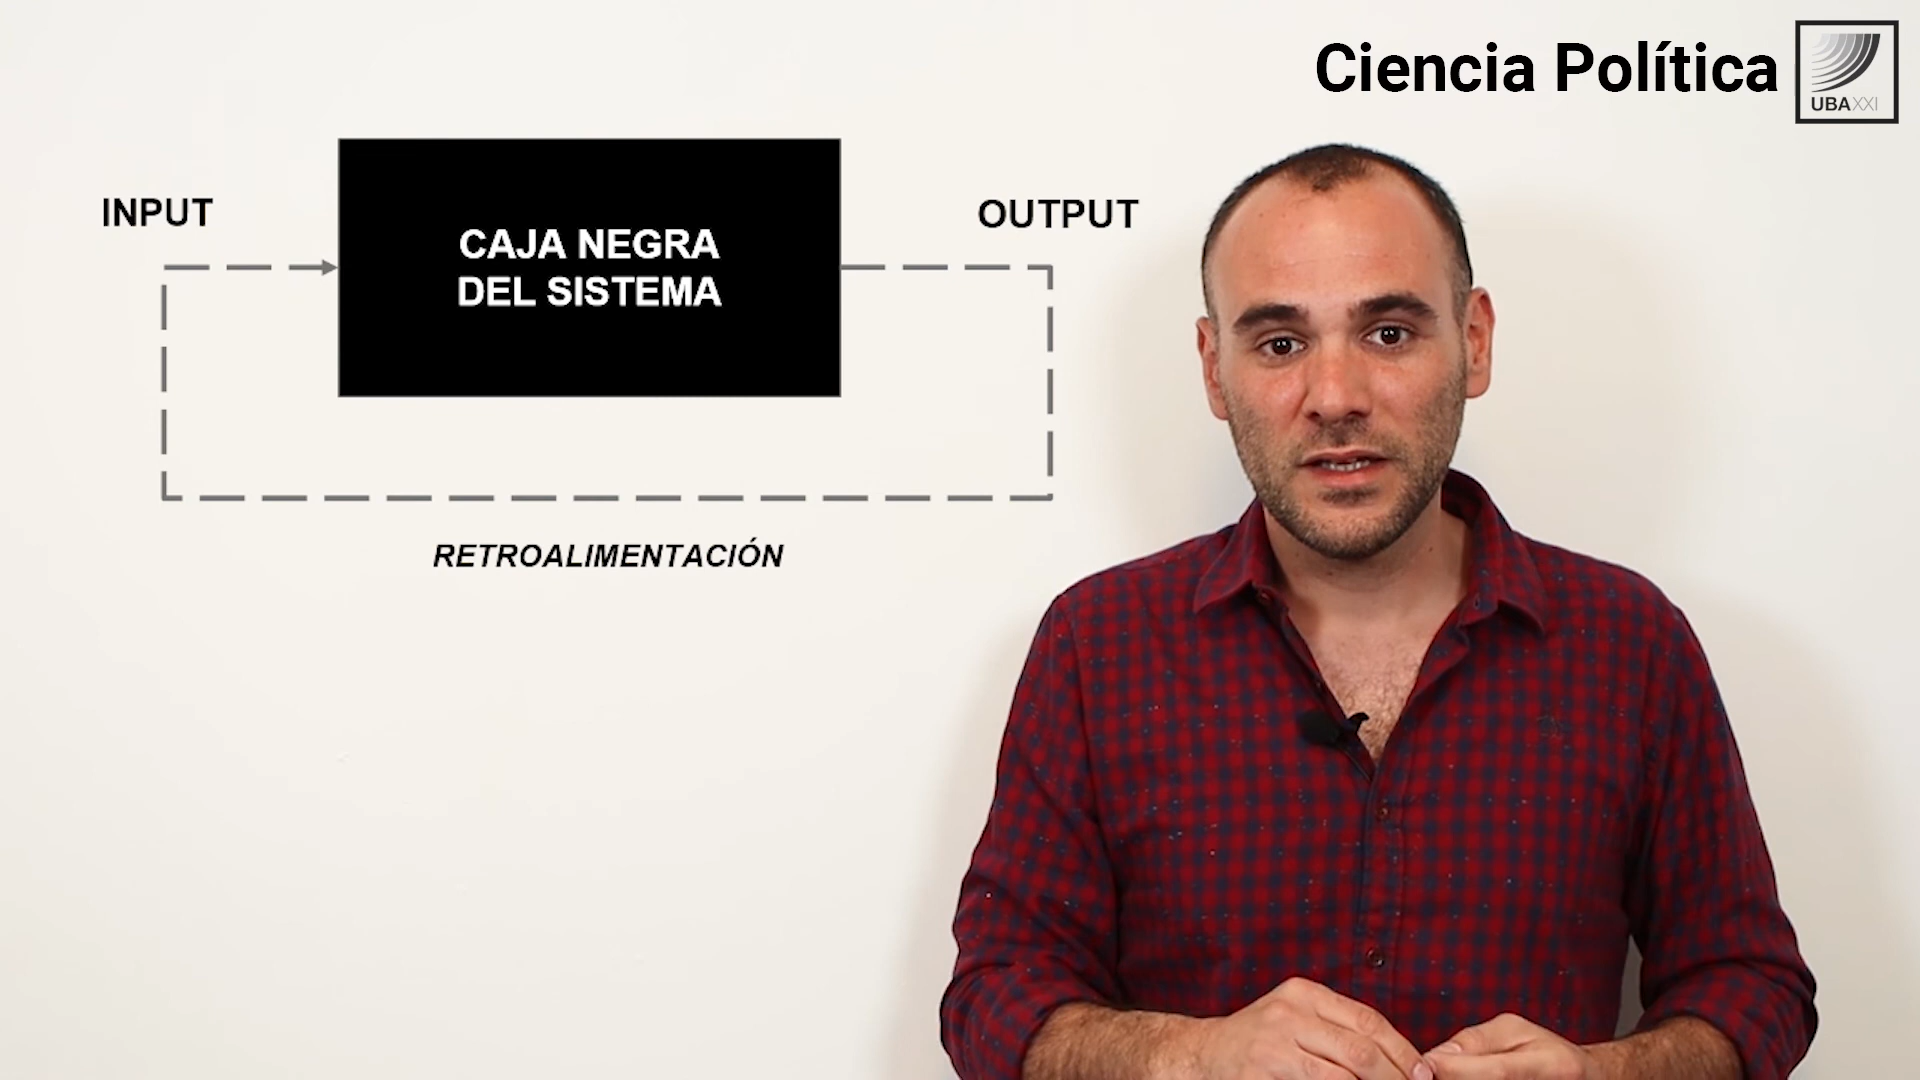 Ciencia Política
UBAXXI
INPUT
CAJA NEGRA
DEL SISTEMA
OUTPUT
RETROALIMENTACIÓN